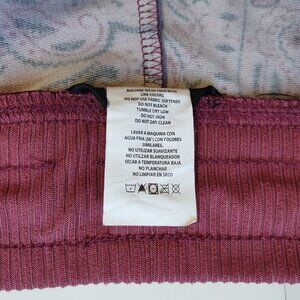 MACHINE WASH COLD WITH
LIKE COLORS
DO NOT USE FABRIC SOFTENER
DO NOT BLEACH
TUMBLE DRY LOW
DO NOT IRON
DO NOT DRY CLEAN
LAVAR A MAQUINA CON
AGUA FRIA (30°) CON COLORES
SIMILARES.
NO UTILIZAR SUAVIZANTE
NO UTILIZAR BLANQUEADOR
SECAR A TEMPERATURA BAJA
NO PLANCHAR
NO LIMPIAR EN SECO